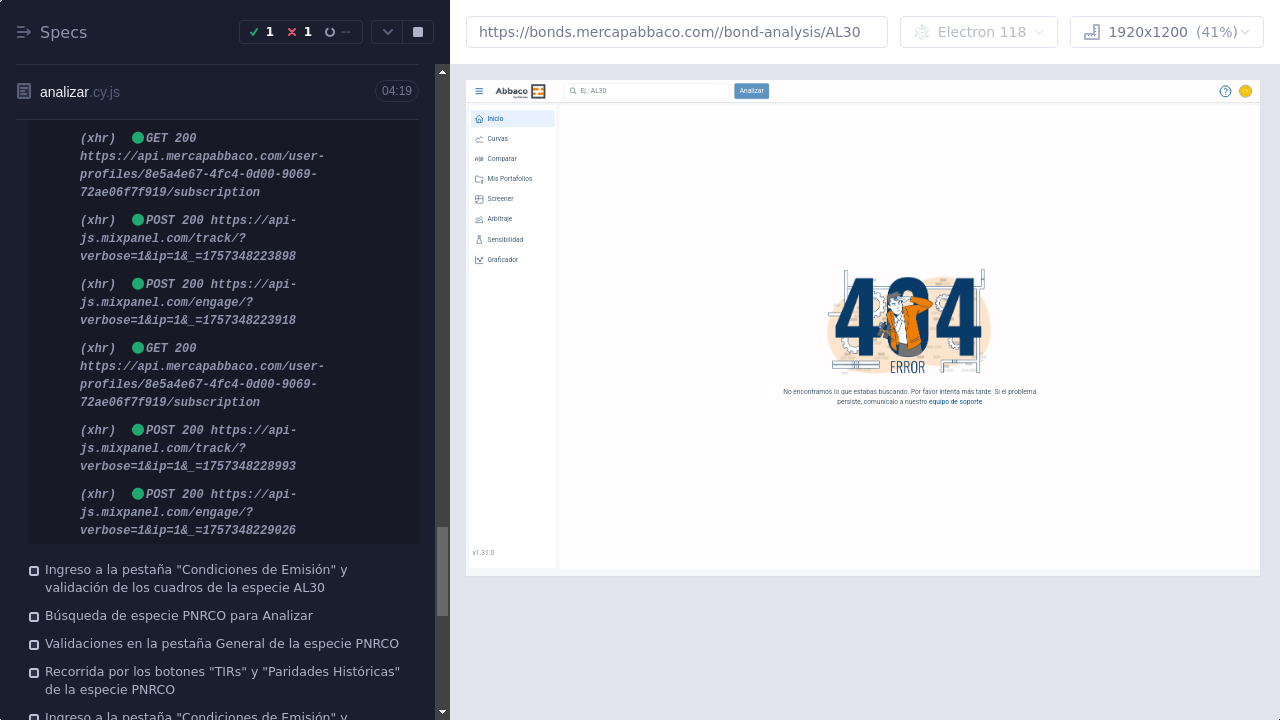 Specs
1
1
--
analizar.cy.js
04:19
(xhr) GET 200
https://api.mercapabbaco.com/user-
profiles/8e5a4e67-4fc4-0d00-9069-
72ae06f7f919/subscription
(xhr) POST 200 https://api-
js.mixpanel.com/track/?
verbose=1&ip=1&_=1757348223898
(xhr) POST 200 https://api-
js.mixpanel.com/engage/?
verbose=1&ip=1&_=1757348223918
(xhr) GET 200
https://api.mercapabbaco.com/user-
profiles/8e5a4e67-4fc4-0d00-9069-
72ae06f7f919/subscription
(xhr) POST 200 https://api-
js.mixpanel.com/track/?
verbose=1&ip=1&_=1757348228993
(xhr) POST 200 https://api-
js.mixpanel.com/engage/?
verbose=1&ip=1&_=1757348229026
Ingreso a la pestaña "Condiciones de Emisión" y
validación de los cuadros de la especie AL30
Búsqueda de especie PNRCO para Analizar
Validaciones en la pestaña General de la especie PNRCO
Recorrida por los botones "TIRs" y "Paridades Históricas"
de la especie PNRCO
Ingreso a la pestaña "Condiciones de Emisión" y
https://bonds.mercapabbaco.com//bond-analysis/AL30
Electron 118
1920x1200 (41%)
Abbaco
Ej.: AL30
Analizar
Inicio
Curvas
Comparar
Mis Portafolios
Screener
Arbitraje
Sensibilidad
Graficador
v1.31.0
404
ERROR
No encontramos lo que estabas buscando. Por favor intenta más tarde. Si el problema
persiste, comunícalo a nuestro equipo de soporte